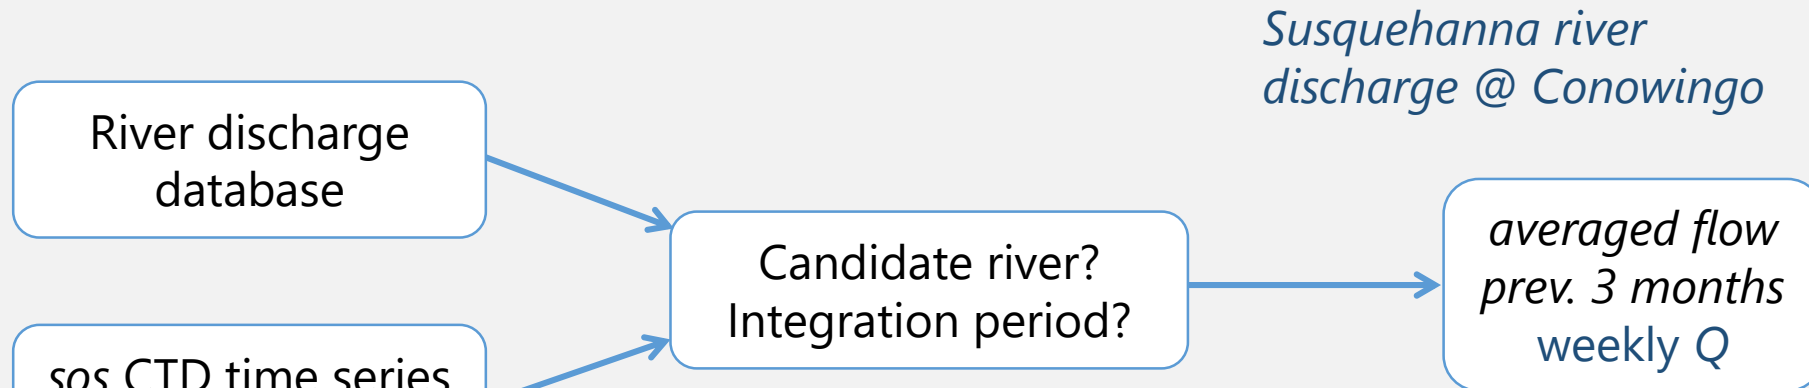 Susquehanna river
discharge @ Conowingo
River discharge
database
Candidate river?
Integration period?
averaged flow
prev. 3 months
weekly Q
sos CTD time series